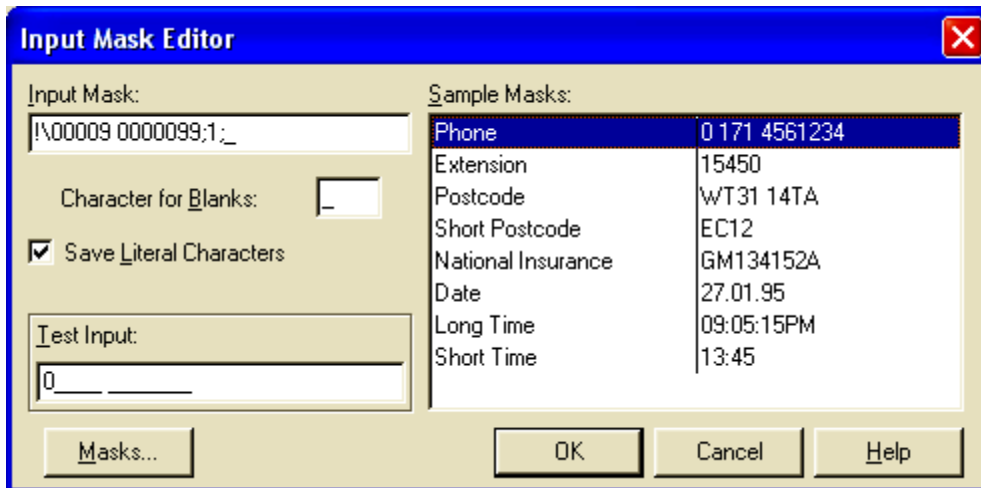 Input Mask Editor
Input Mask:
!\00009 0000099;1;_
Character for Blanks: _
Save Literal Characters
Test Input:
0____ _______
Masks...
Sample Masks:
Phone 0 171 4561234
Extension 15450
Postcode WT31 14TA
Short Postcode EC12
National Insurance GM134152A
Date 27.01.95
Long Time 09:05:15PM
Short Time 13:45
OK Cancel Help